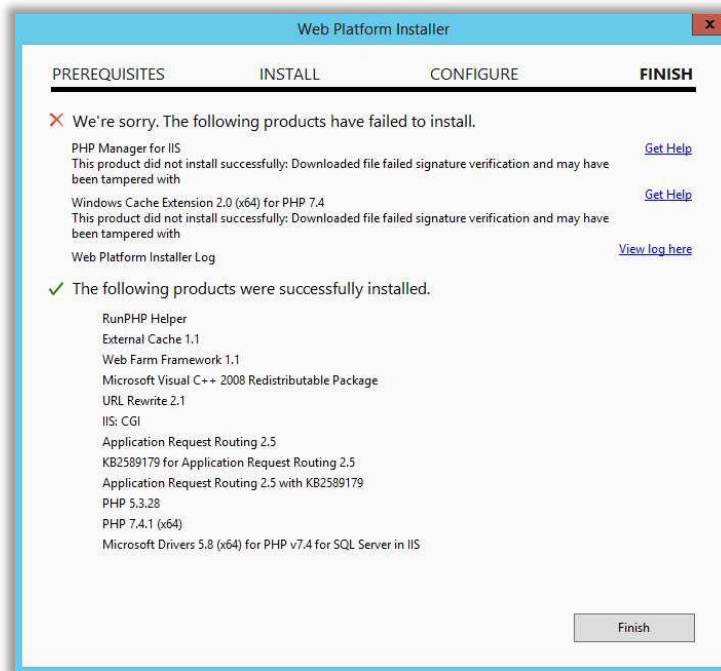 Web Platform Installer
x
PREREQUISITES INSTALL CONFIGURE FINISH
We're sorry. The following products have failed to install.
PHP Manager for IIS Get Help
This product did not install successfully: Downloaded file failed signature verification and may have
been tampered with
Windows Cache Extension 2.0 (x64) for PHP 7.4 Get Help
This product did not install successfully: Downloaded file failed signature verification and may have
been tampered with
Web Platform Installer Log View log here
The following products were successfully installed.
RunPHP Helper
External Cache 1.1
Web Farm Framework 1.1
Microsoft Visual C++ 2008 Redistributable Package
URL Rewrite 2.1
IIS: CGI
Application Request Routing 2.5
KB2589179 for Application Request Routing 2.5
Application Request Routing 2.5 with KB2589179
PHP 5.3.28
PHP 7.4.1 (x64)
Microsoft Drivers 5.8 (x64) for PHP v7.4 for SQL Server in IIS
Finish